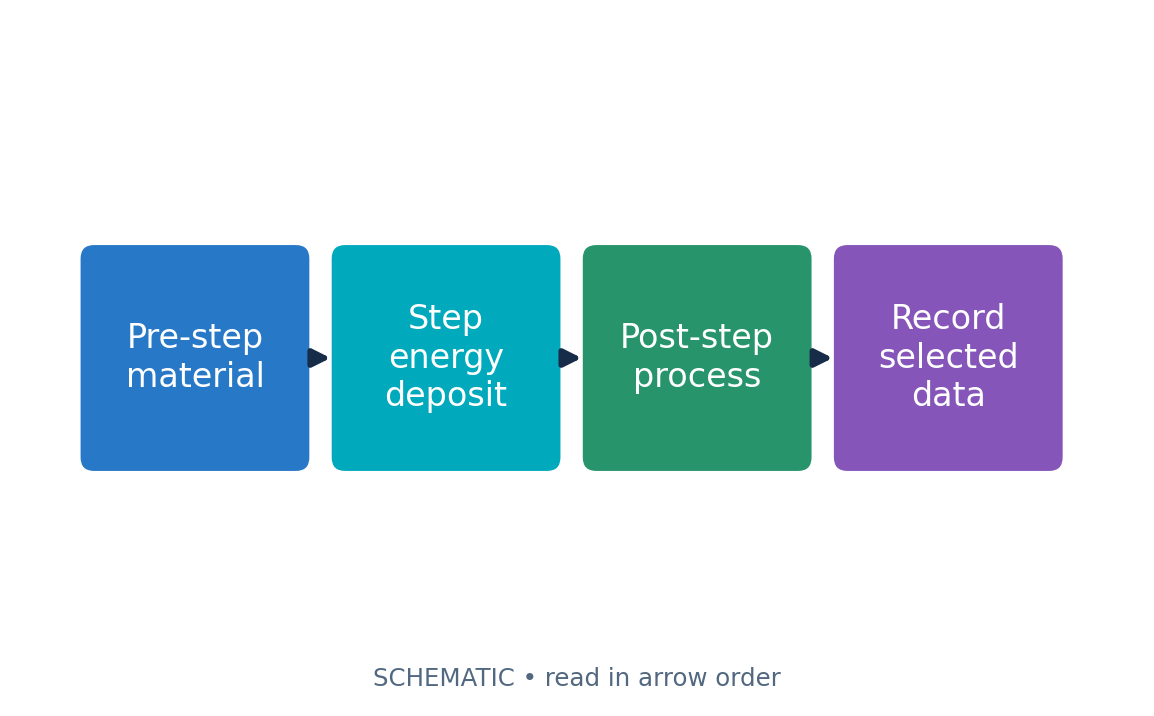 Pre-step
material
Step
energy
deposit
Post-step
process
Record
selected
data
SCHEMATIC • read in arrow order